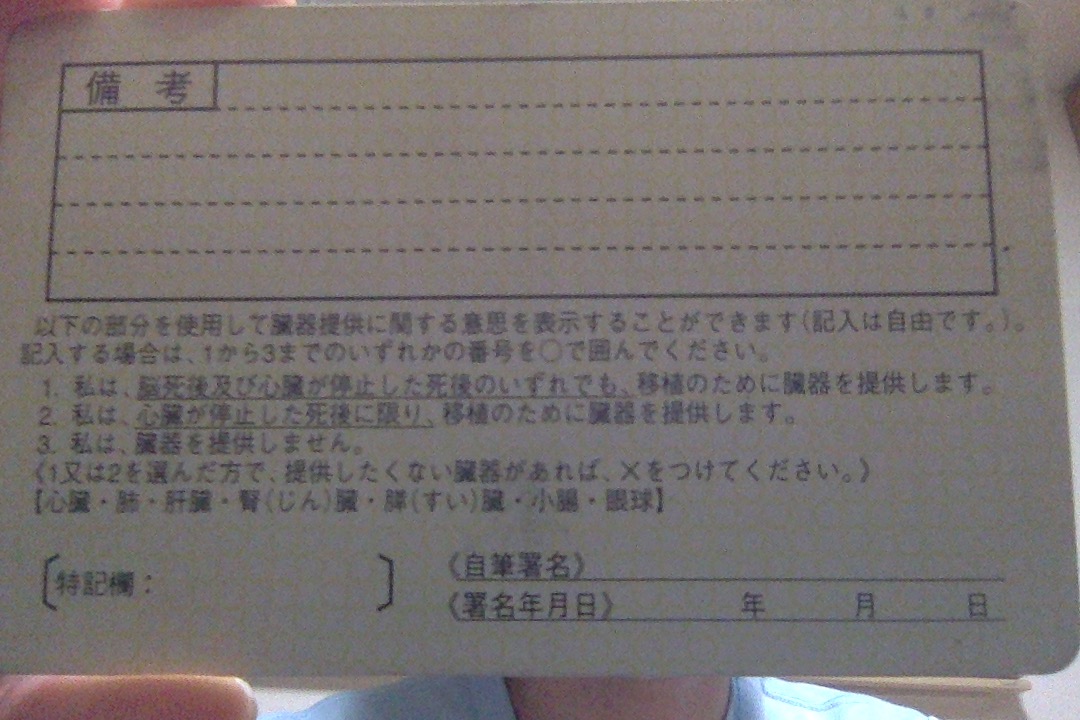 備考
以下の部分を使用して臓器提供に関する意思を表示することができます(記入は自由です。)。
記入する場合は、1から3までのいずれかの番号を○で囲んでください。
1. 私は、脳死後及び心臓が停止した死後のいずれでも、移植のために臓器を提供します。
2. 私は、心臓が停止した死後に限り、移植のために臓器を提供します。
3. 私は、臓器を提供しません。
《1又は2を選んだ方で、提供したくない臓器があれば、×をつけてください。》
【心臓・肺・肝臓・腎(じん)臓・膵(すい)臓・小腸・眼球】
〔特記欄: 〕
《自筆署名》
《署名年月日》 年 月 日